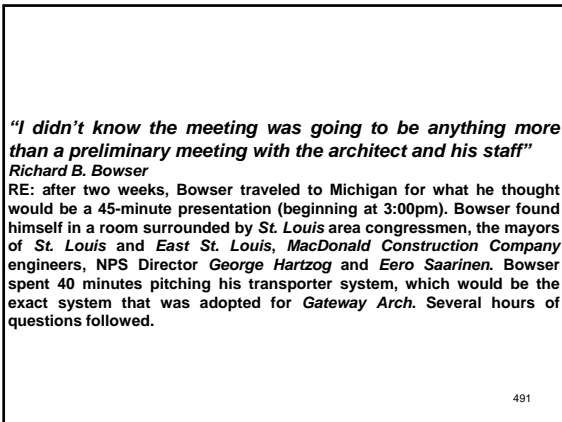 “I didn’t know the meeting was going to be anything more
than a preliminary meeting with the architect and his staff”
Richard B. Bowser
RE: after two weeks, Bowser traveled to Michigan for what he thought
would be a 45-minute presentation (beginning at 3:00pm). Bowser found
himself in a room surrounded by St. Louis area congressmen, the mayors
of St. Louis and East St. Louis, MacDonald Construction Company
engineers, NPS Director George Hartzog and Eero Saarinen. Bowser
spent 40 minutes pitching his transporter system, which would be the
exact system that was adopted for Gateway Arch. Several hours of
questions followed.
491